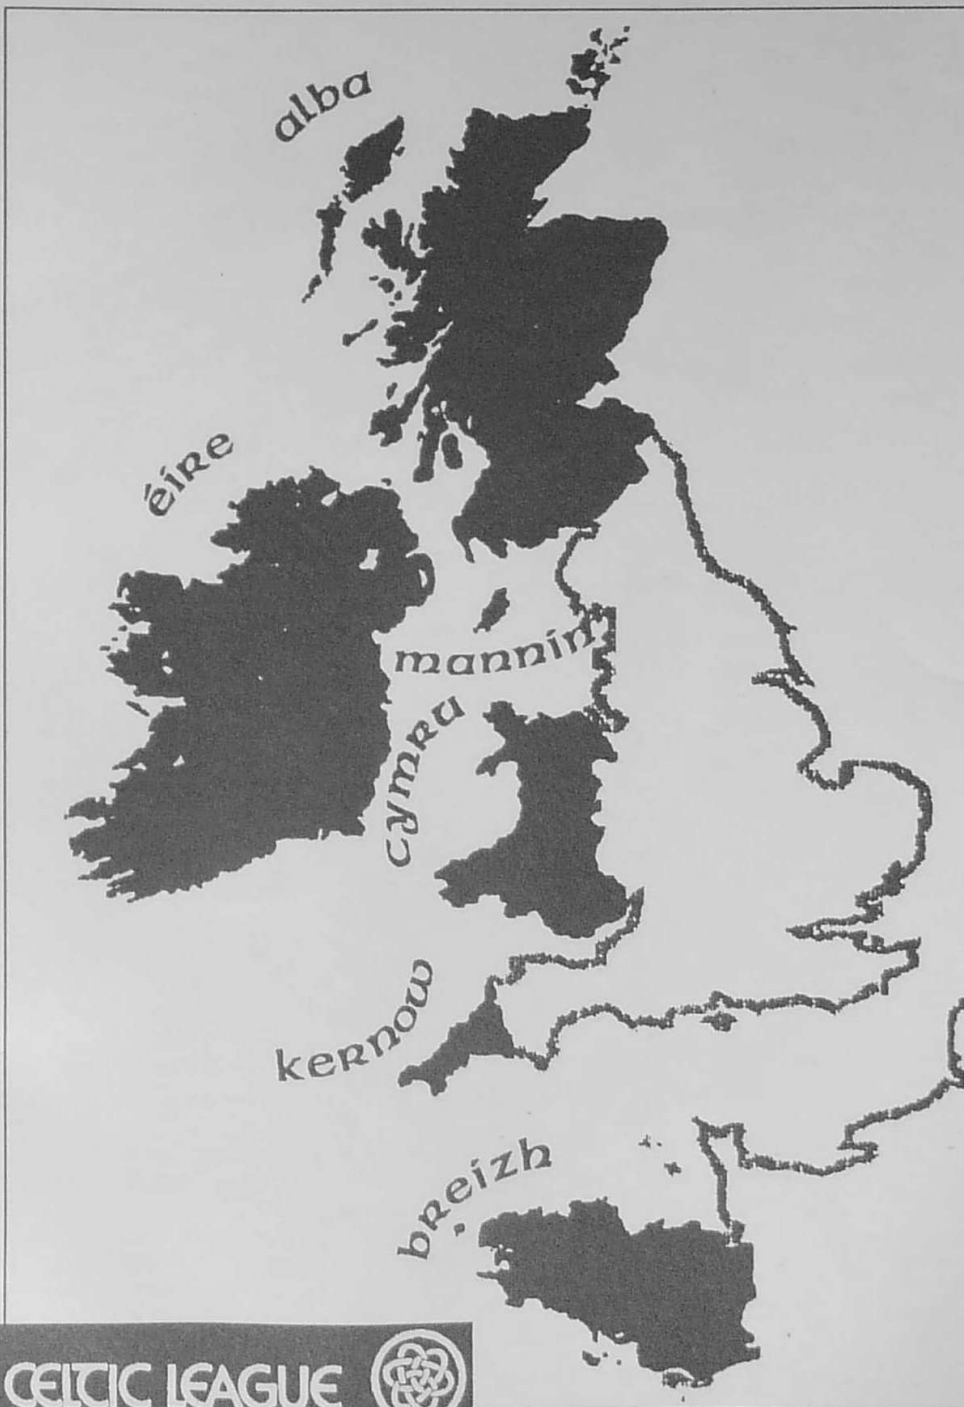 alba
éire
mannin
cymru
kernow
breizh
CELTIC LEAGUE